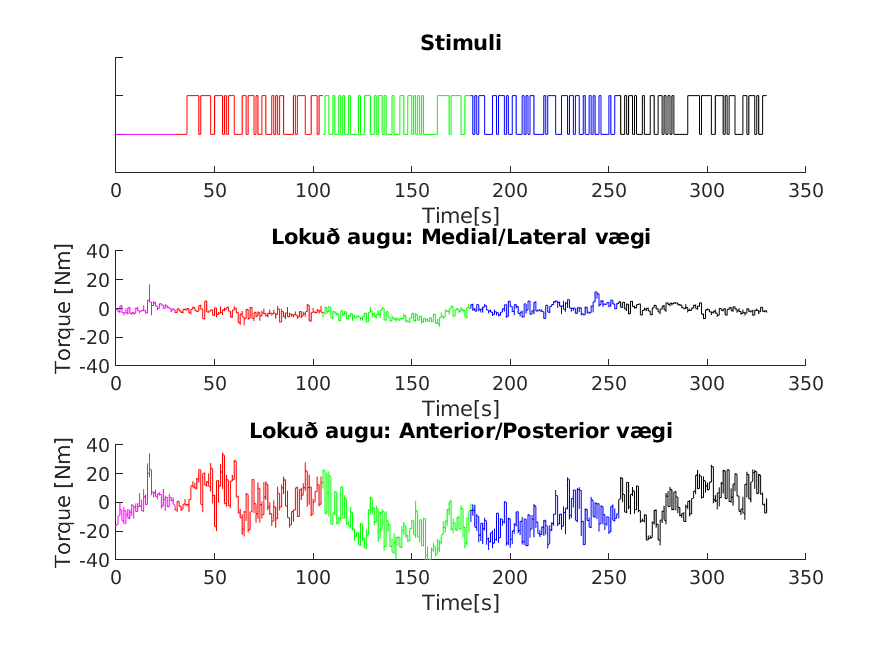 Stimuli
0 50 100 150 200 250 300 350
Time[s]
Lokuð augu: Medial/Lateral vægi
Torque [Nm]
40
20
0
-20
-40
0 50 100 150 200 250 300 350
Time[s]
Lokuð augu: Anterior/Posterior vægi
Torque [Nm]
40
20
0
-20
-40
0 50 100 150 200 250 300 350
Time[s]